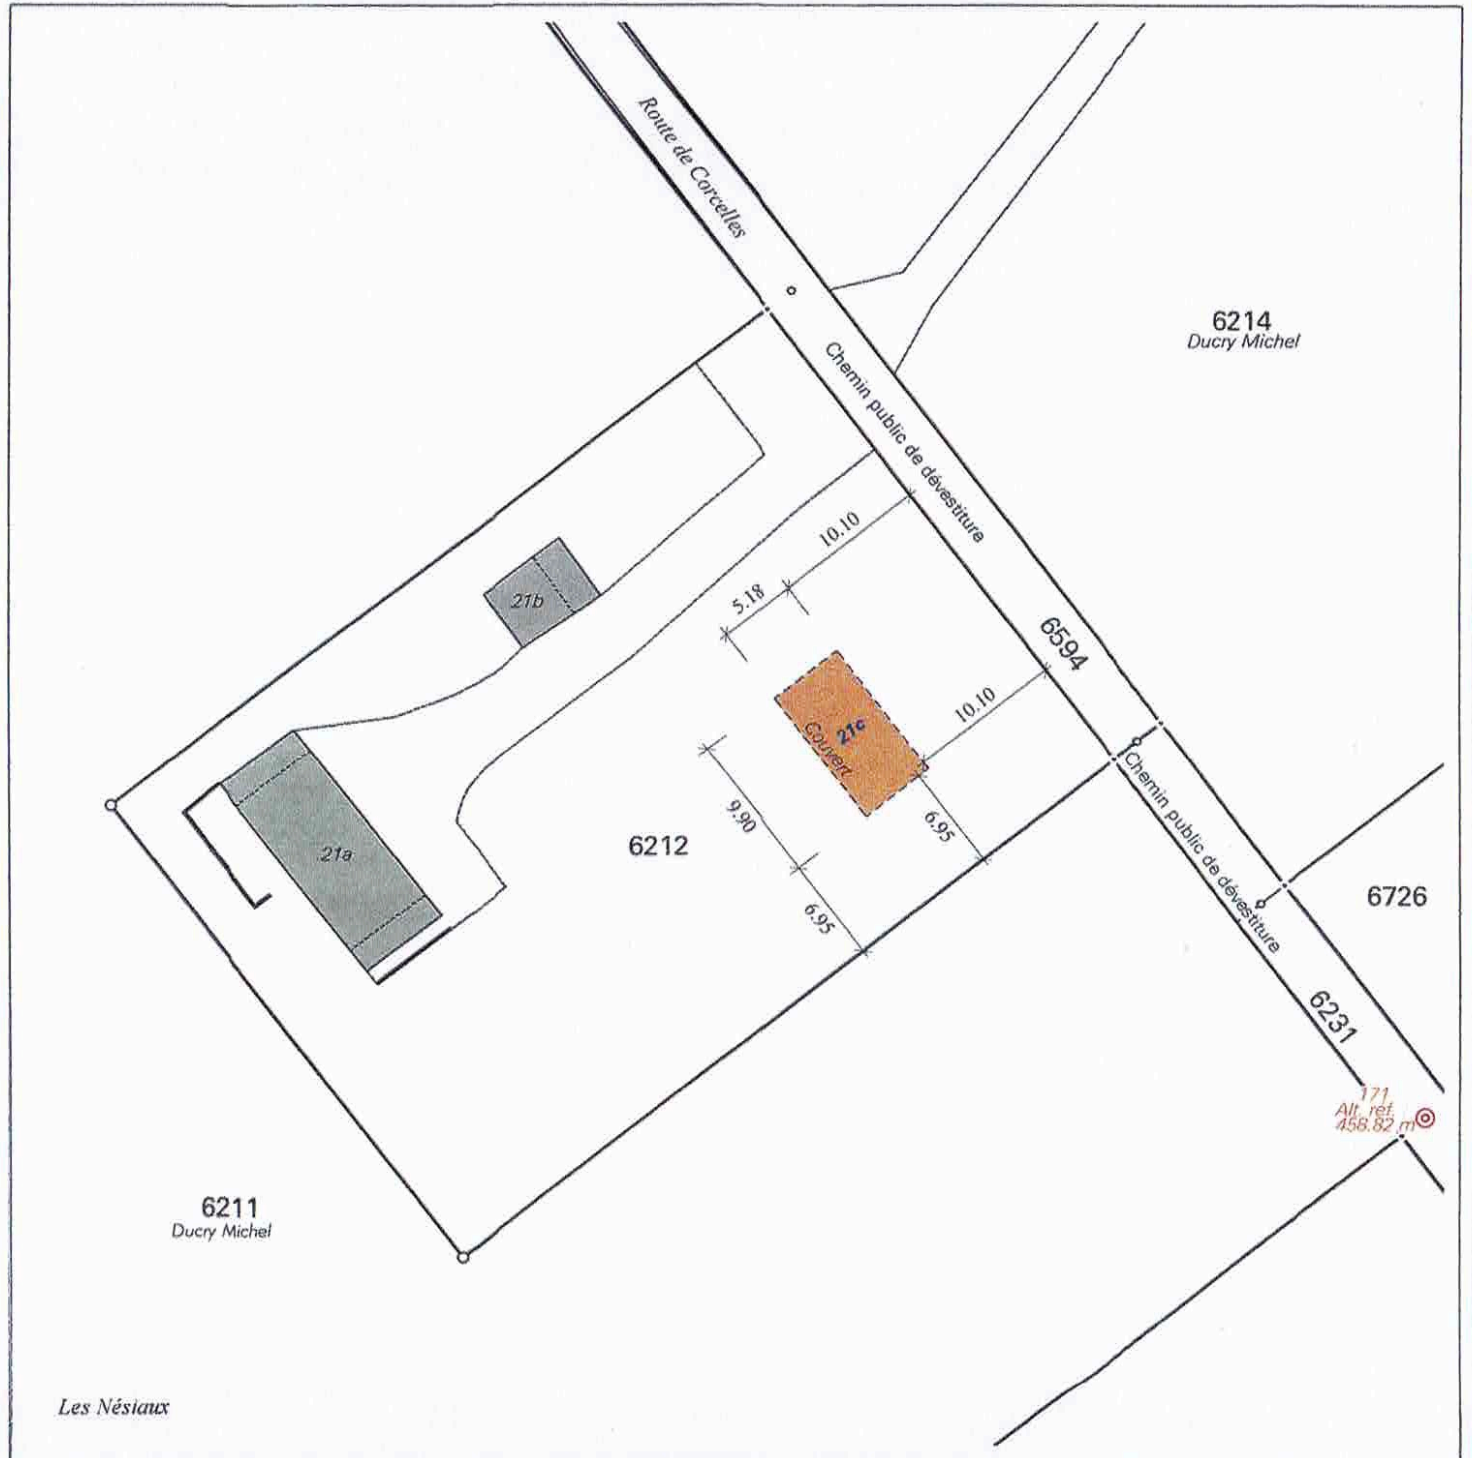 Route de Corcelles
6214
Ducry Michel
Chemin public de dévestiture
10.10
5.18
21b
6594
10.10
21c
Couvert
Chemin public de dévestiture
9.90
6.95
6212
21a
6726
6.95
6231
171
Alt. réf.
458.82 m
6211
Ducry Michel
Les Nésiaux